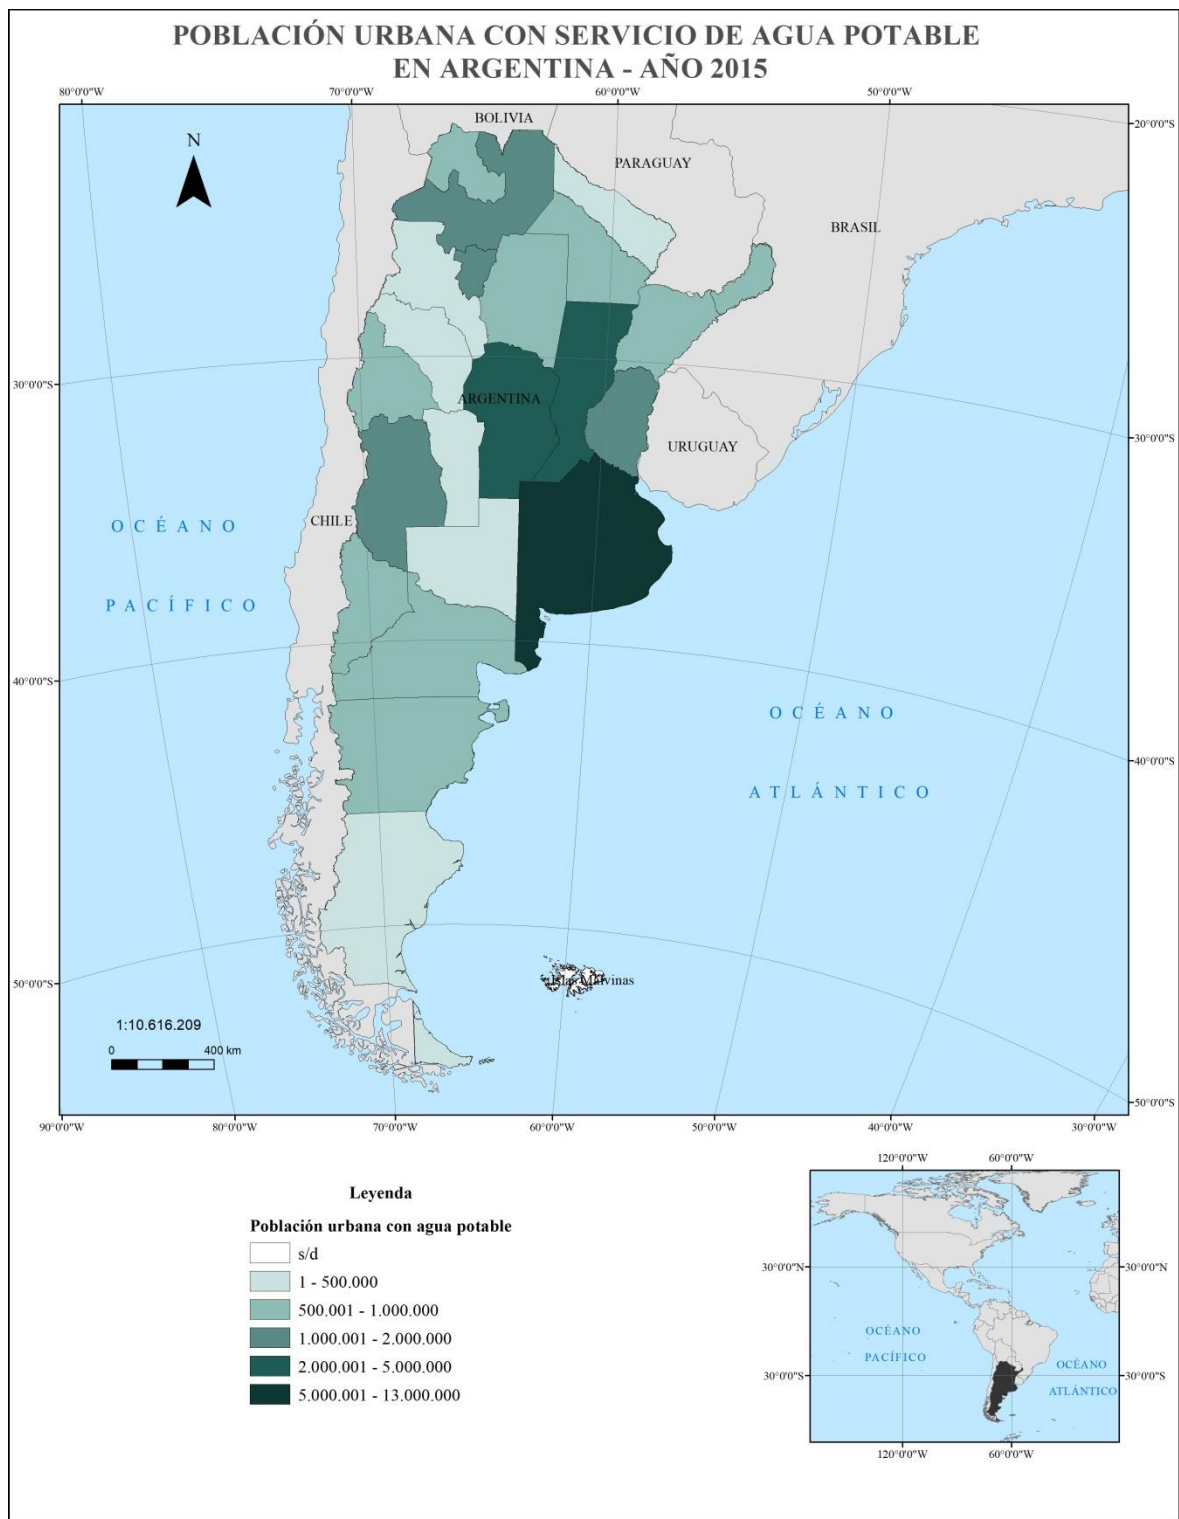 POBLACIÓN URBANA CON SERVICIO DE AGUA POTABLE
EN ARGENTINA - AÑO 2015
80°0'0"W
70°0'0"W
60°0'0"W
50°0'0"W
BOLIVIA
20°0'0"S
N
PARAGUAY
BRASIL
30°0'0"S
ARGENTINA
30°0'0"S
URUGUAY
CHILE
OCÉANO
PACÍFICO
40°0'0"S
OCÉANO
40°0'0"S
ATLÁNTICO
50°0'0"S
Islas Malvinas
1:10.616.209
0 400 km
50°0'0"S
90°0'0"W
80°0'0"W
70°0'0"W
60°0'0"W
50°0'0"W
40°0'0"W
30°0'0"W
Leyenda
Población urbana con agua potable
s/d
1 - 500.000
500.001 - 1.000.000
1.000.001 - 2.000.000
2.000.001 - 5.000.000
5.000.001 - 13.000.000
120°0'0"W
60°0'0"W
30°0'0"N
30°0'0"N
OCÉANO
PACÍFICO
OCÉANO
ATLÁNTICO
30°0'0"S
30°0'0"S
120°0'0"W
60°0'0"W